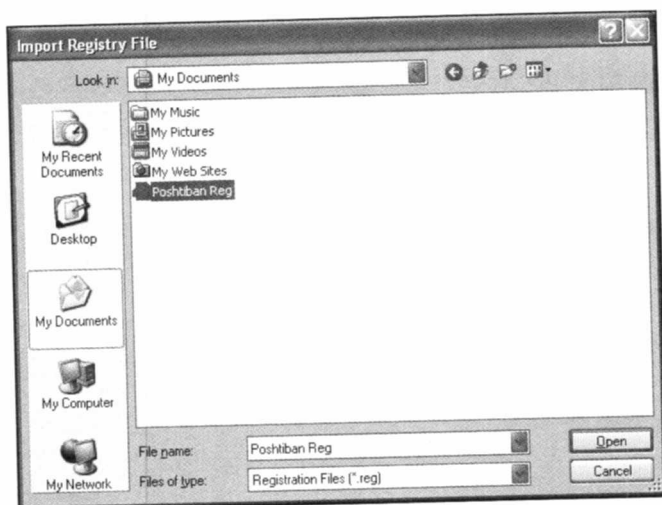 Import Registry File
Look in: My Documents
My Recent
Documents
Desktop
My Documents
My Computer
My Network
My Music
My Pictures
My Videos
My Web Sites
Poshtiban Reg
File name: Poshtiban Reg
Open
Files of type: Registration Files (*.reg)
Cancel